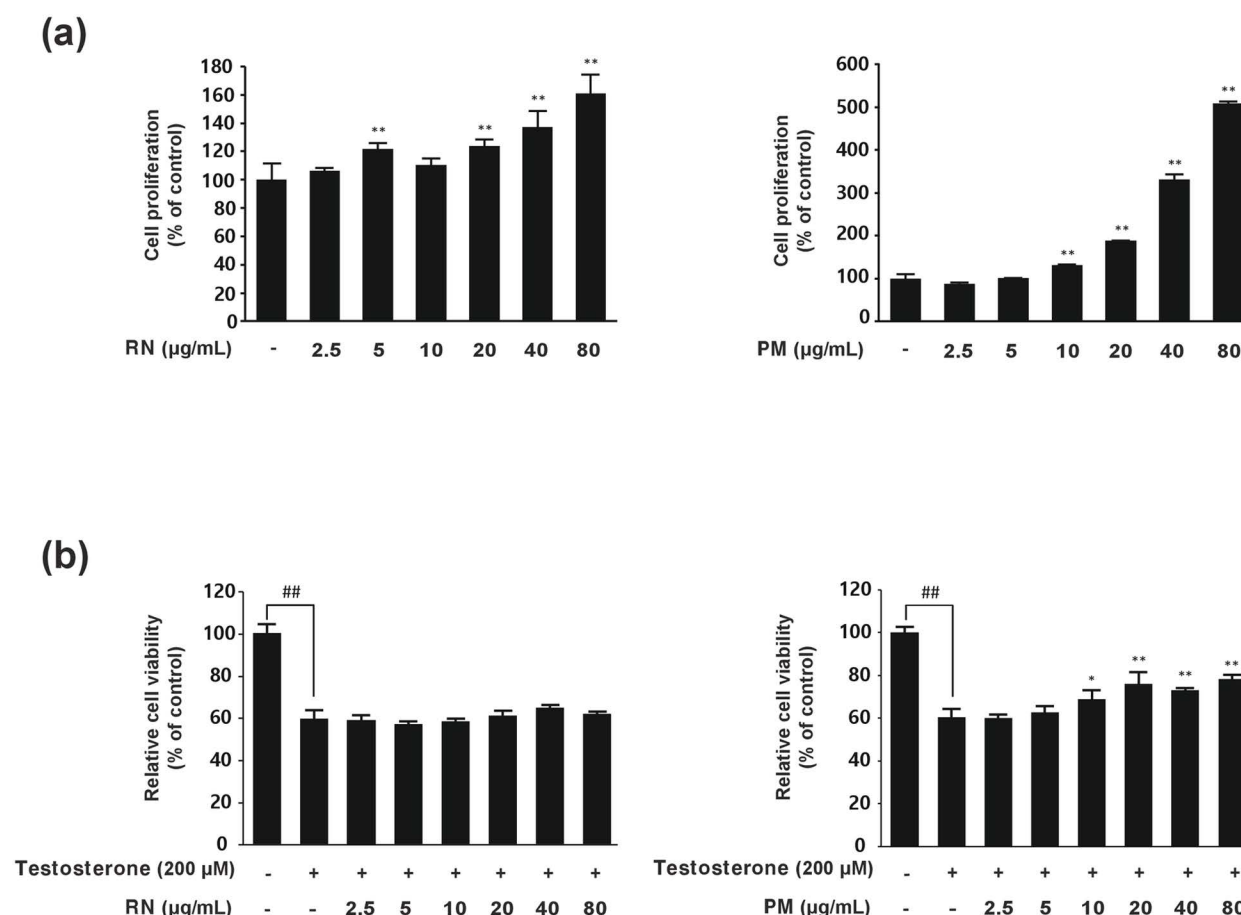 (a)
Cell proliferation
(% of control)
180
160
140
120
100
80
60
40
20
0
** ** ** **
RN (µg/mL) - 2.5 5 10 20 40 80
Cell proliferation
(% of control)
600
500
400
300
200
100
0
** ** ** **
PM (µg/mL) - 2.5 5 10 20 40 80
(b)
Relative cell viability
(% of control)
120
100
80
60
40
20
0
##
Testosterone (200 µM) - + + + + + + +
RN (µg/mL) - - 2.5 5 10 20 40 80
Relative cell viability
(% of control)
120
100
80
60
40
20
0
##
* ** ** **
Testosterone (200 µM) - + + + + + + +
PM (µg/mL) - - 2.5 5 10 20 40 80